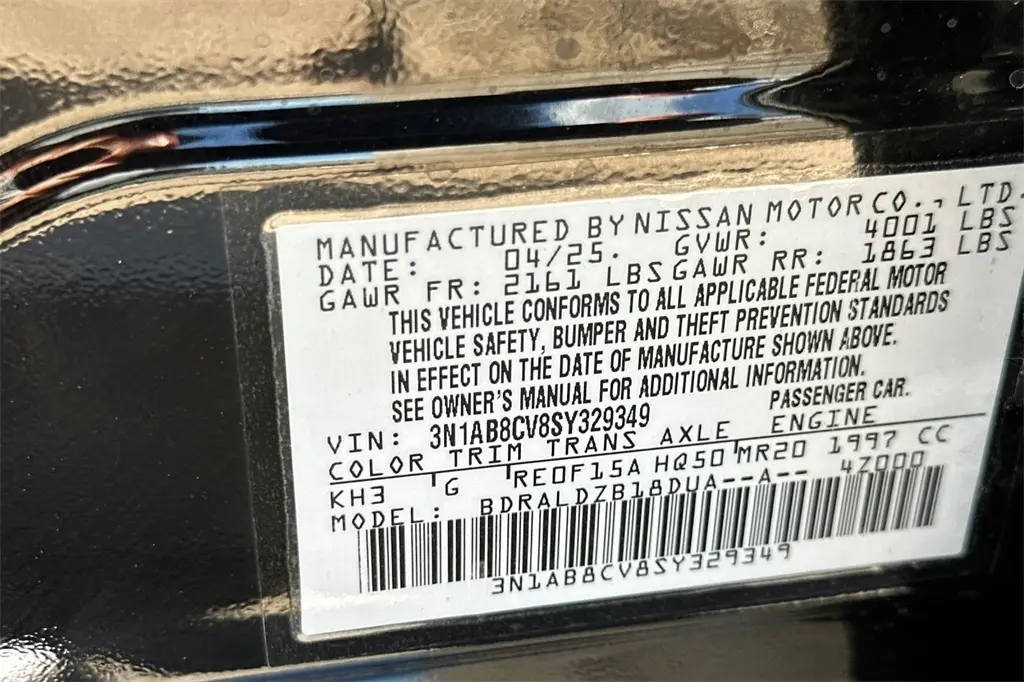 MANUFACTURED BY NISSAN MOTOR CO., LTD.
DATE: 04/25. GVWR: 4001 LBS
GAWR FR: 2161 LBS GAWR RR: 1863 LBS
THIS VEHICLE CONFORMS TO ALL APPLICABLE FEDERAL MOTOR
VEHICLE SAFETY, BUMPER AND THEFT PREVENTION STANDARDS
IN EFFECT ON THE DATE OF MANUFACTURE SHOWN ABOVE.
SEE OWNER'S MANUAL FOR ADDITIONAL INFORMATION.
VIN: 3N1AB8CV8SY329349 PASSENGER CAR.
COLOR TRIM TRANS AXLE ENGINE
KH3 G RE0F15A HQ50 MR20 1997 CC
MODEL: BDRALDZB18DUA--A-- 47000
3N1AB8CV8SY329349